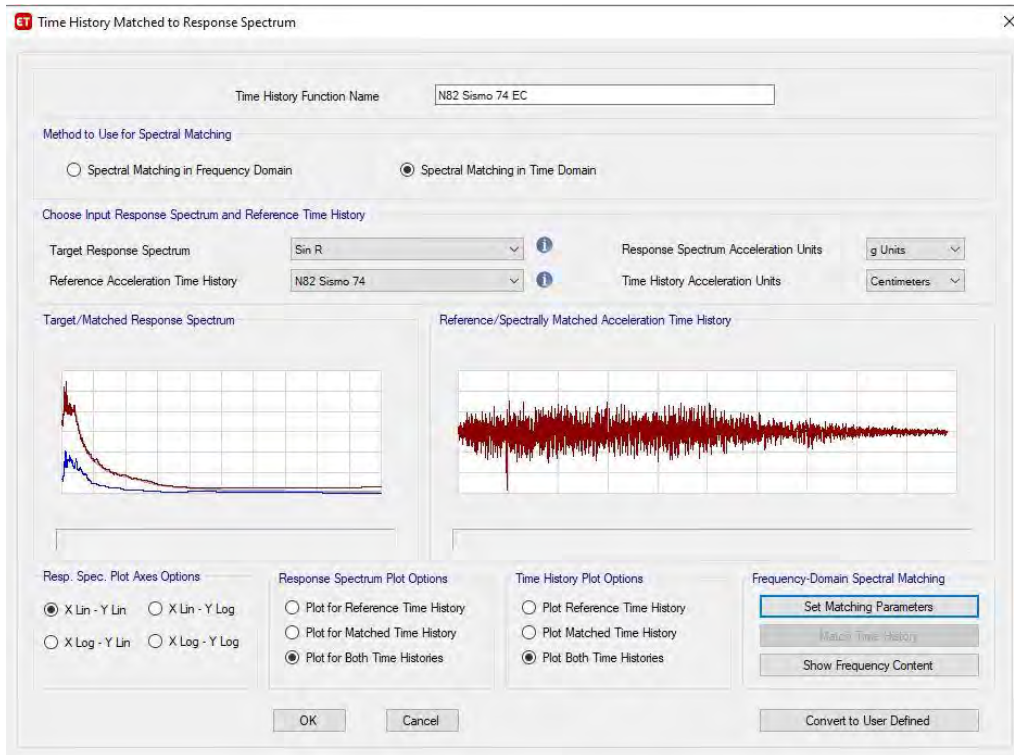 ET Time History Matched to Response Spectrum
Time History Function Name N82 Sismo 74 EC
Method to Use for Spectral Matching
Spectral Matching in Frequency Domain Spectral Matching in Time Domain
Choose Input Response Spectrum and Reference Time History
Target Response Spectrum Sin R Response Spectrum Acceleration Units g Units
Reference Acceleration Time History N82 Sismo 74 Time History Acceleration Units Centimeters
Target/Matched Response Spectrum Reference/Spectrally Matched Acceleration Time History
Resp. Spec. Plot Axes Options
X Lin - Y Lin X Lin - Y Log
X Log - Y Lin X Log - Y Log
Response Spectrum Plot Options
Plot for Reference Time History
Plot for Matched Time History
Plot for Both Time Histories
Time History Plot Options
Plot Reference Time History
Plot Matched Time History
Plot Both Time Histories
Frequency-Domain Spectral Matching
Set Matching Parameters
Match Time History
Show Frequency Content
OK Cancel Convert to User Defined